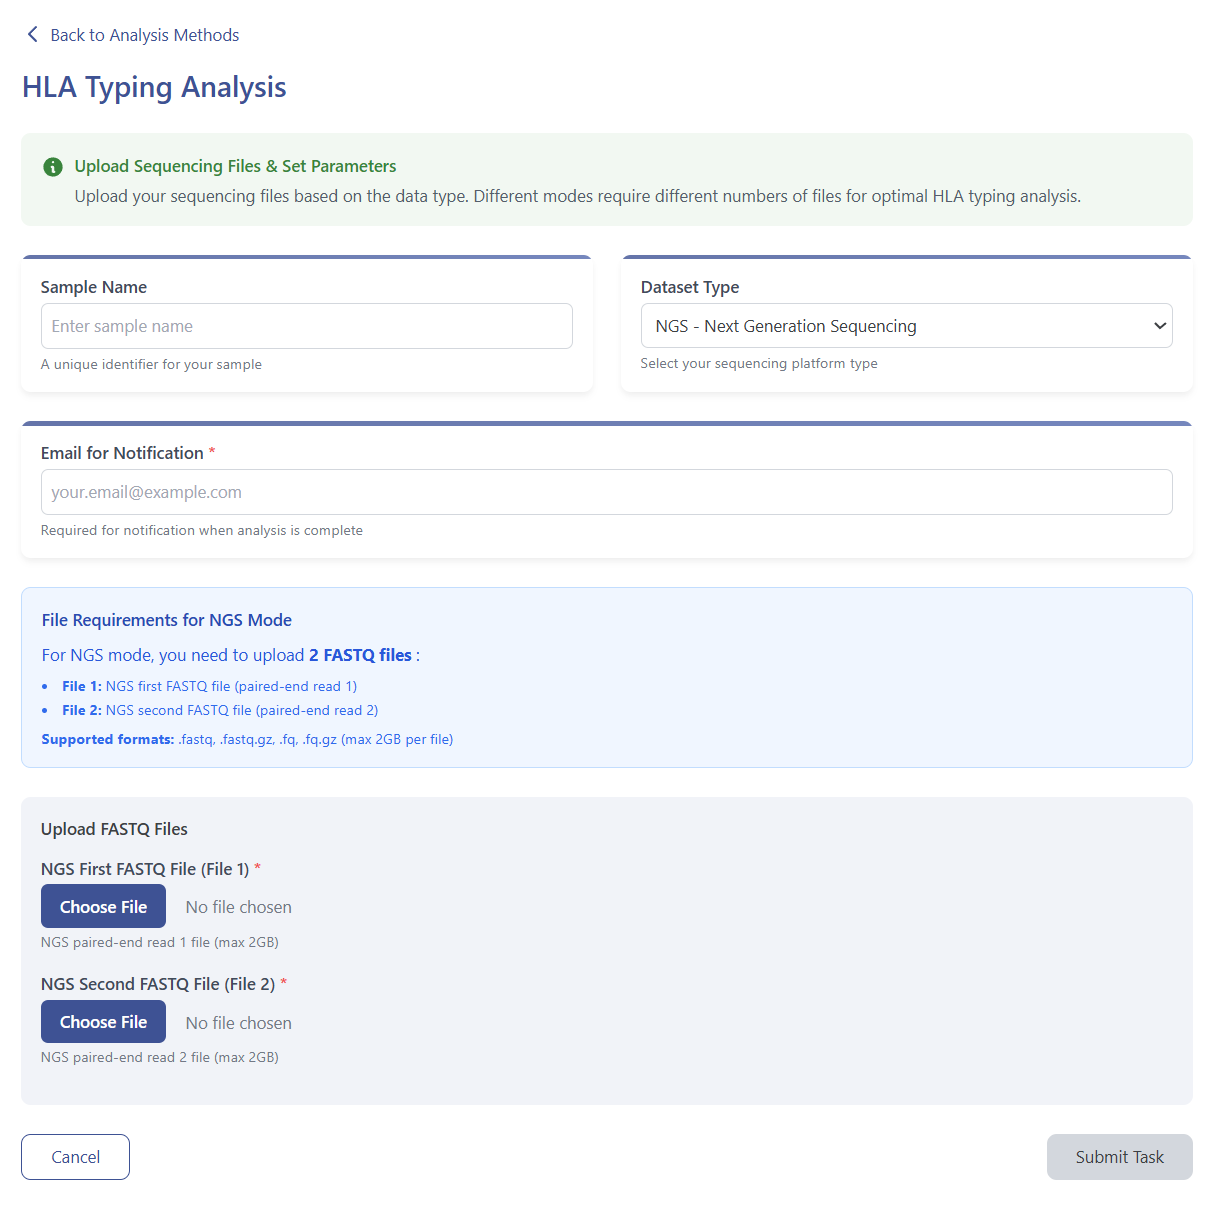 Back to Analysis Methods
HLA Typing Analysis
Upload Sequencing Files & Set Parameters
Upload your sequencing files based on the data type. Different modes require different numbers of files for optimal HLA typing analysis.
Sample Name
Enter sample name
A unique identifier for your sample
Dataset Type
NGS - Next Generation Sequencing
Select your sequencing platform type
Email for Notification *
your.email@example.com
Required for notification when analysis is complete
File Requirements for NGS Mode
For NGS mode, you need to upload 2 FASTQ files :
• File 1: NGS first FASTQ file (paired-end read 1)
• File 2: NGS second FASTQ file (paired-end read 2)
Supported formats: .fastq, .fastq.gz, .fq, .fq.gz (max 2GB per file)
Upload FASTQ Files
NGS First FASTQ File (File 1) *
Choose File No file chosen
NGS paired-end read 1 file (max 2GB)
NGS Second FASTQ File (File 2) *
Choose File No file chosen
NGS paired-end read 2 file (max 2GB)
Cancel
Submit Task